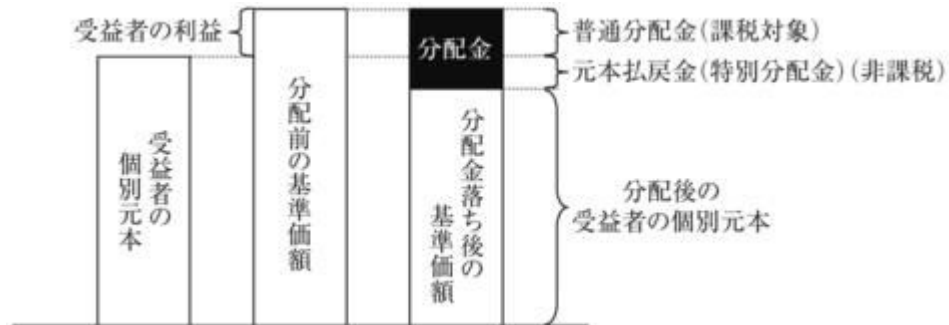 受益者の利益
分配金
普通分配金(課税対象)
元本払戻金(特別分配金)(非課税)
受益者の
個別元本
分配前の基準価額
分配金落ち後の
基準価額
分配後の
受益者の個別元本